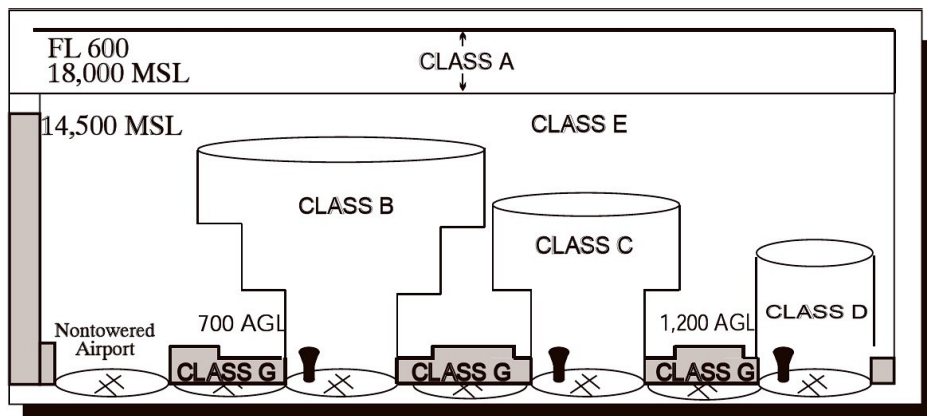 FL 600
18,000 MSL
CLASS A
14,500 MSL
CLASS E
CLASS B
CLASS C
CLASS D
700 AGL
1,200 AGL
Nontowered
Airport
CLASS G
CLASS G
CLASS G